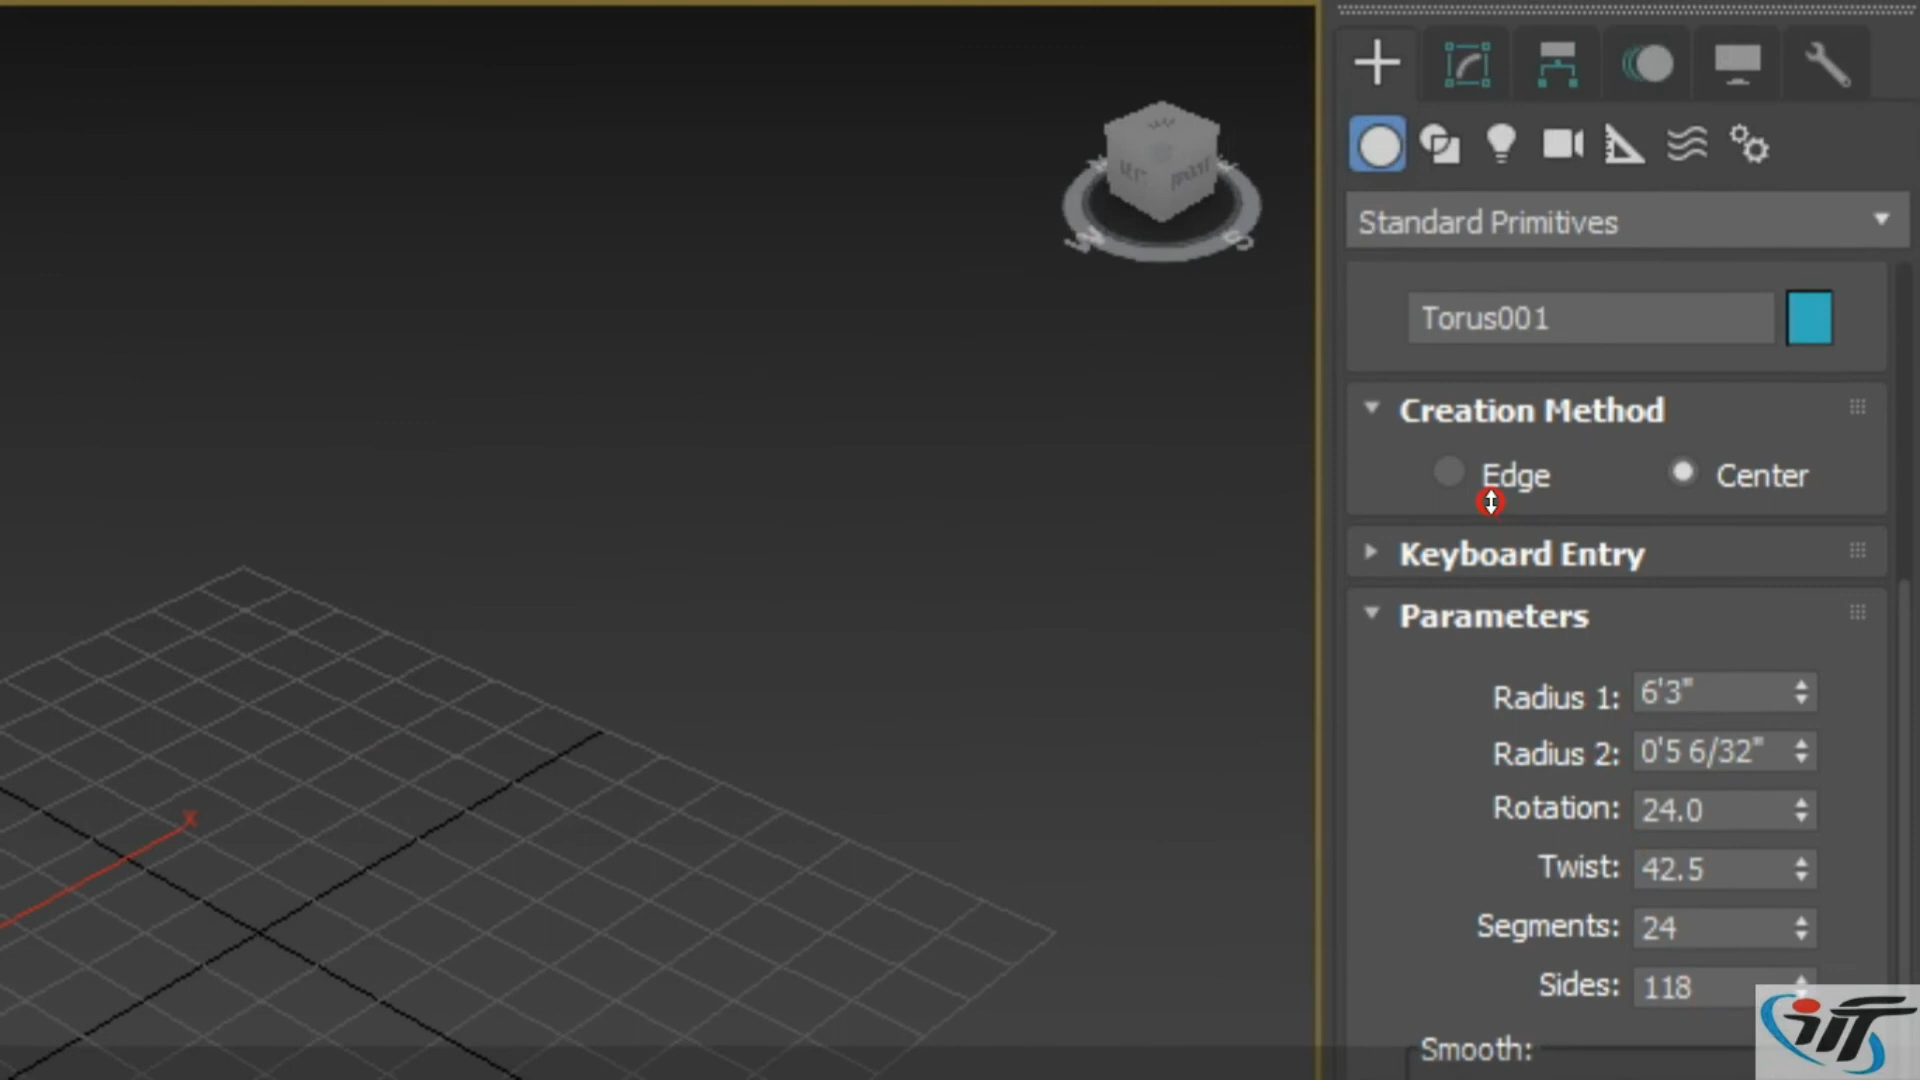 Standard Primitives
Torus001
Creation Method
Edge
Center
Keyboard Entry
Parameters
Radius 1: 6'3"
Radius 2: 0'5 6/32"
Rotation: 24.0
Twist: 42.5
Segments: 24
Sides: 118
Smooth:
x